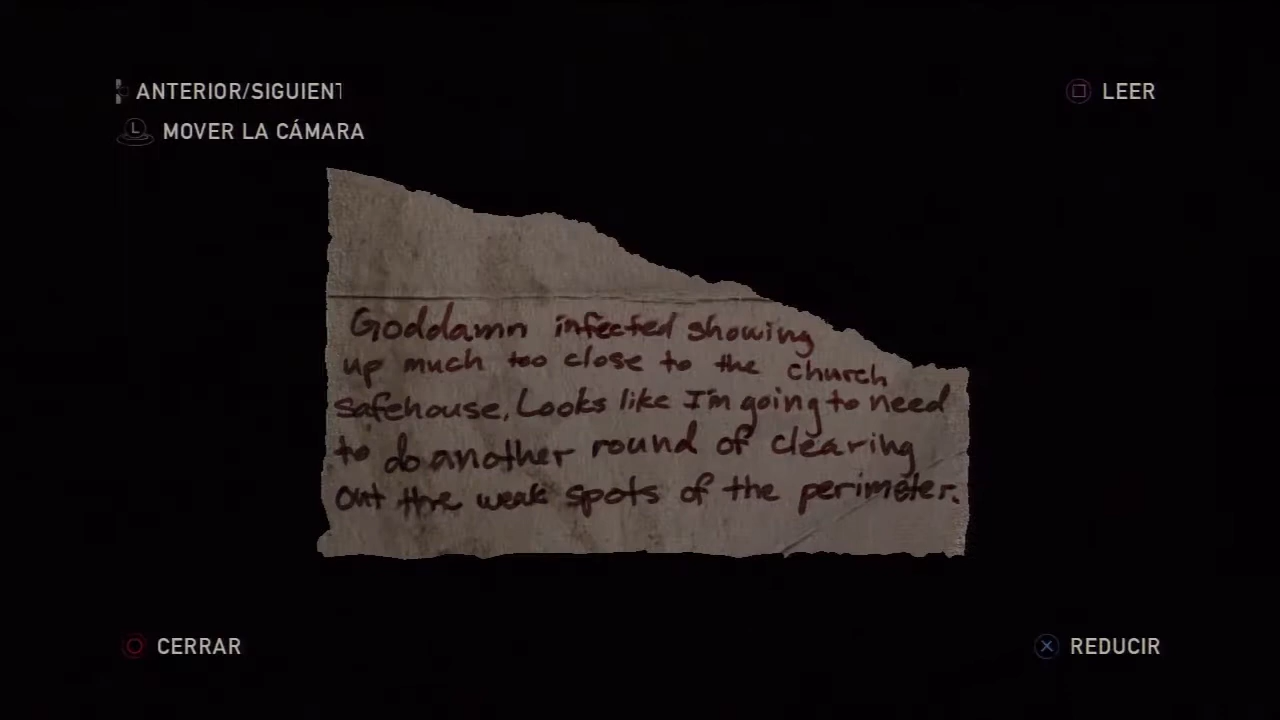 ANTERIOR/SIGUIENT
LEER
L
MOVER LA CÁMARA
Goddamn infected showing
up much too close to the church
safehouse. Looks like I'm going to need
to do another round of clearing
out the weak spots of the perimeter.
CERRAR
REDUCIR